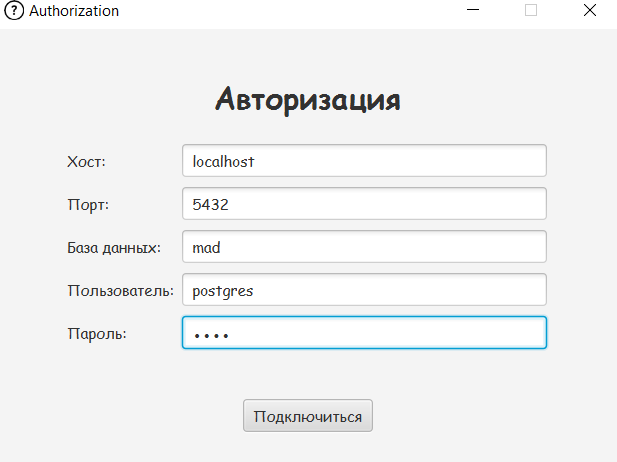 Authorization
Авторизация
Хост: localhost
Порт: 5432
База данных: mad
Пользователь: postgres
Пароль: ••••
Подключиться